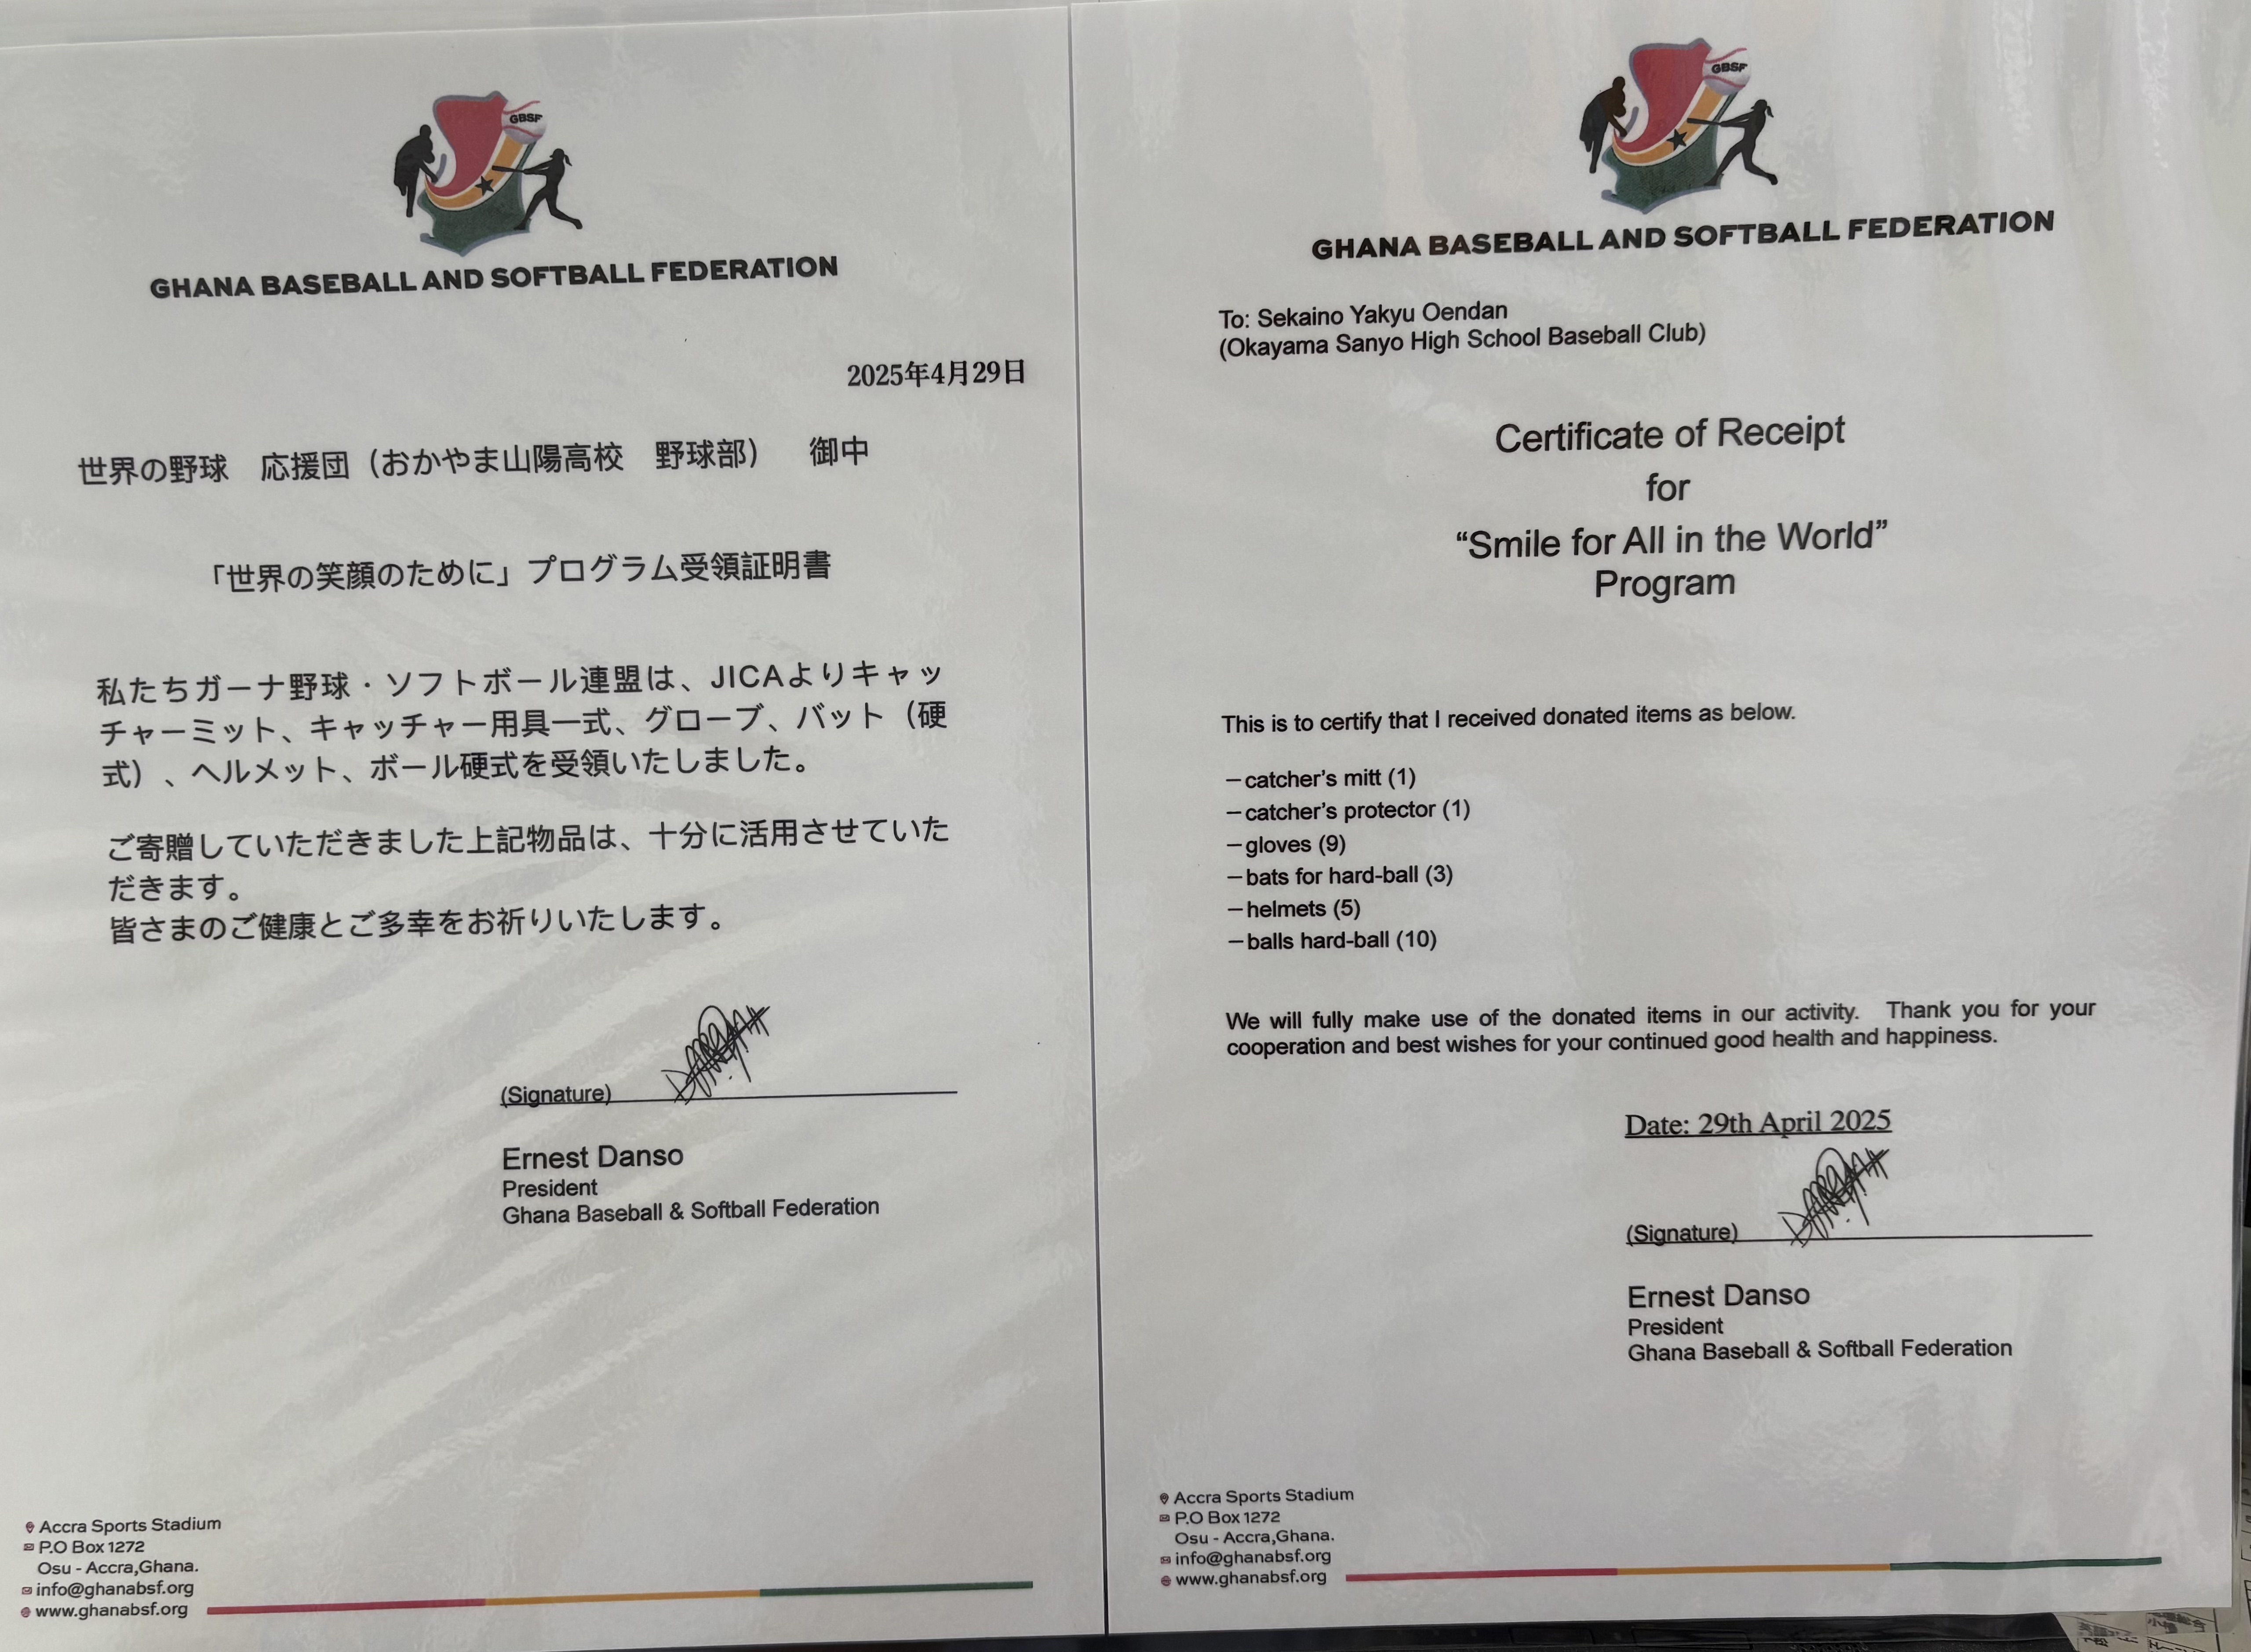 GBSF
GHANA BASEBALL AND SOFTBALL FEDERATION
2025年4月29日
世界の野球　応援団（おかやま山陽高校　野球部）　御中
「世界の笑顔のために」プログラム受領証明書
私たちガーナ野球・ソフトボール連盟は、JICAよりキャッ
チャーミット、キャッチャー用具一式、グローブ、バット（硬
式）、ヘルメット、ボール硬式を受領いたしました。
ご寄贈していただきました上記物品は、十分に活用させていた
だきます。
皆さまのご健康とご多幸をお祈りいたします。
(Signature)
Ernest Danso
President
Ghana Baseball & Softball Federation
Accra Sports Stadium
P.O Box 1272
Osu - Accra,Ghana.
info@ghanabsf.org
www.ghanabsf.org
GBSF
GHANA BASEBALL AND SOFTBALL FEDERATION
To: Sekaino Yakyu Oendan
(Okayama Sanyo High School Baseball Club)
Certificate of Receipt
for
“Smile for All in the World”
Program
This is to certify that I received donated items as below.
－catcher’s mitt (1)
－catcher’s protector (1)
－gloves (9)
－bats for hard-ball (3)
－helmets (5)
－balls hard-ball (10)
We will fully make use of the donated items in our activity. Thank you for your
cooperation and best wishes for your continued good health and happiness.
Date: 29th April 2025
(Signature)
Ernest Danso
President
Ghana Baseball & Softball Federation
Accra Sports Stadium
P.O Box 1272
Osu - Accra,Ghana.
info@ghanabsf.org
www.ghanabsf.org